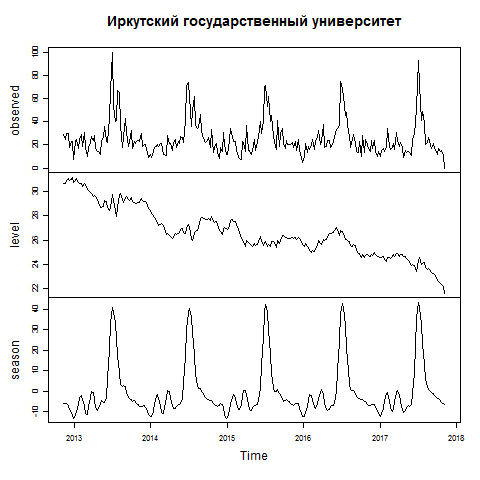 Иркутский государственный университет
observed
0 20 40 60 80 100
level
22 24 26 28 30
season
-10 0 10 20 30 40
2013 2014 2015 2016 2017 2018
Time